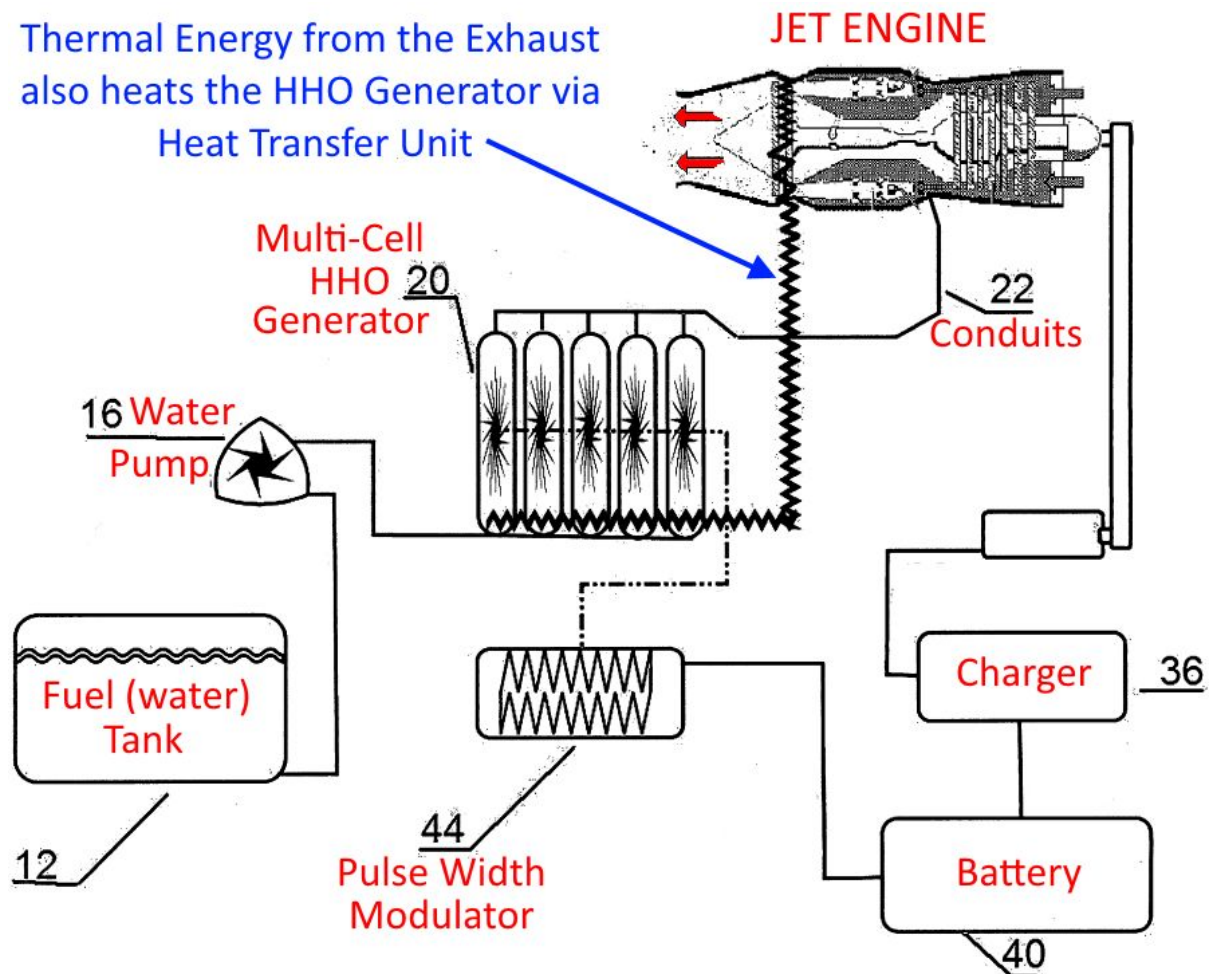 Thermal Energy from the Exhaust
also heats the HHO Generator via
Heat Transfer Unit
JET ENGINE
Multi-Cell
HHO 20
Generator
22
Conduits
16 Water
Pump
Fuel (water)
Tank
12
44
Pulse Width
Modulator
Charger
36
Battery
40